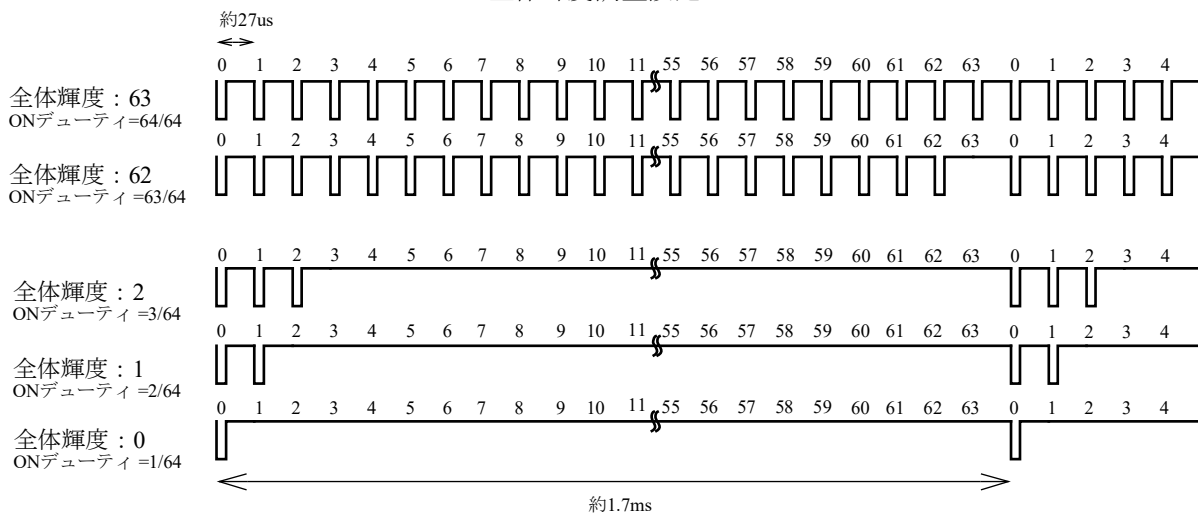 約27us
0 1 2 3 4 5 6 7 8 9 10 11 55 56 57 58 59 60 61 62 63 0 1 2 3 4
全体輝度：63
ONデューティ=64/64
0 1 2 3 4 5 6 7 8 9 10 11 55 56 57 58 59 60 61 62 63 0 1 2 3 4
全体輝度：62
ONデューティ =63/64
0 1 2 3 4 5 6 7 8 9 10 11 55 56 57 58 59 60 61 62 63 0 1 2 3 4
全体輝度：2
ONデューティ =3/64
0 1 2 3 4 5 6 7 8 9 10 11 55 56 57 58 59 60 61 62 63 0 1 2 3 4
全体輝度：1
ONデューティ =2/64
0 1 2 3 4 5 6 7 8 9 10 11 55 56 57 58 59 60 61 62 63 0 1 2 3 4
全体輝度：0
ONデューティ =1/64
約1.7ms